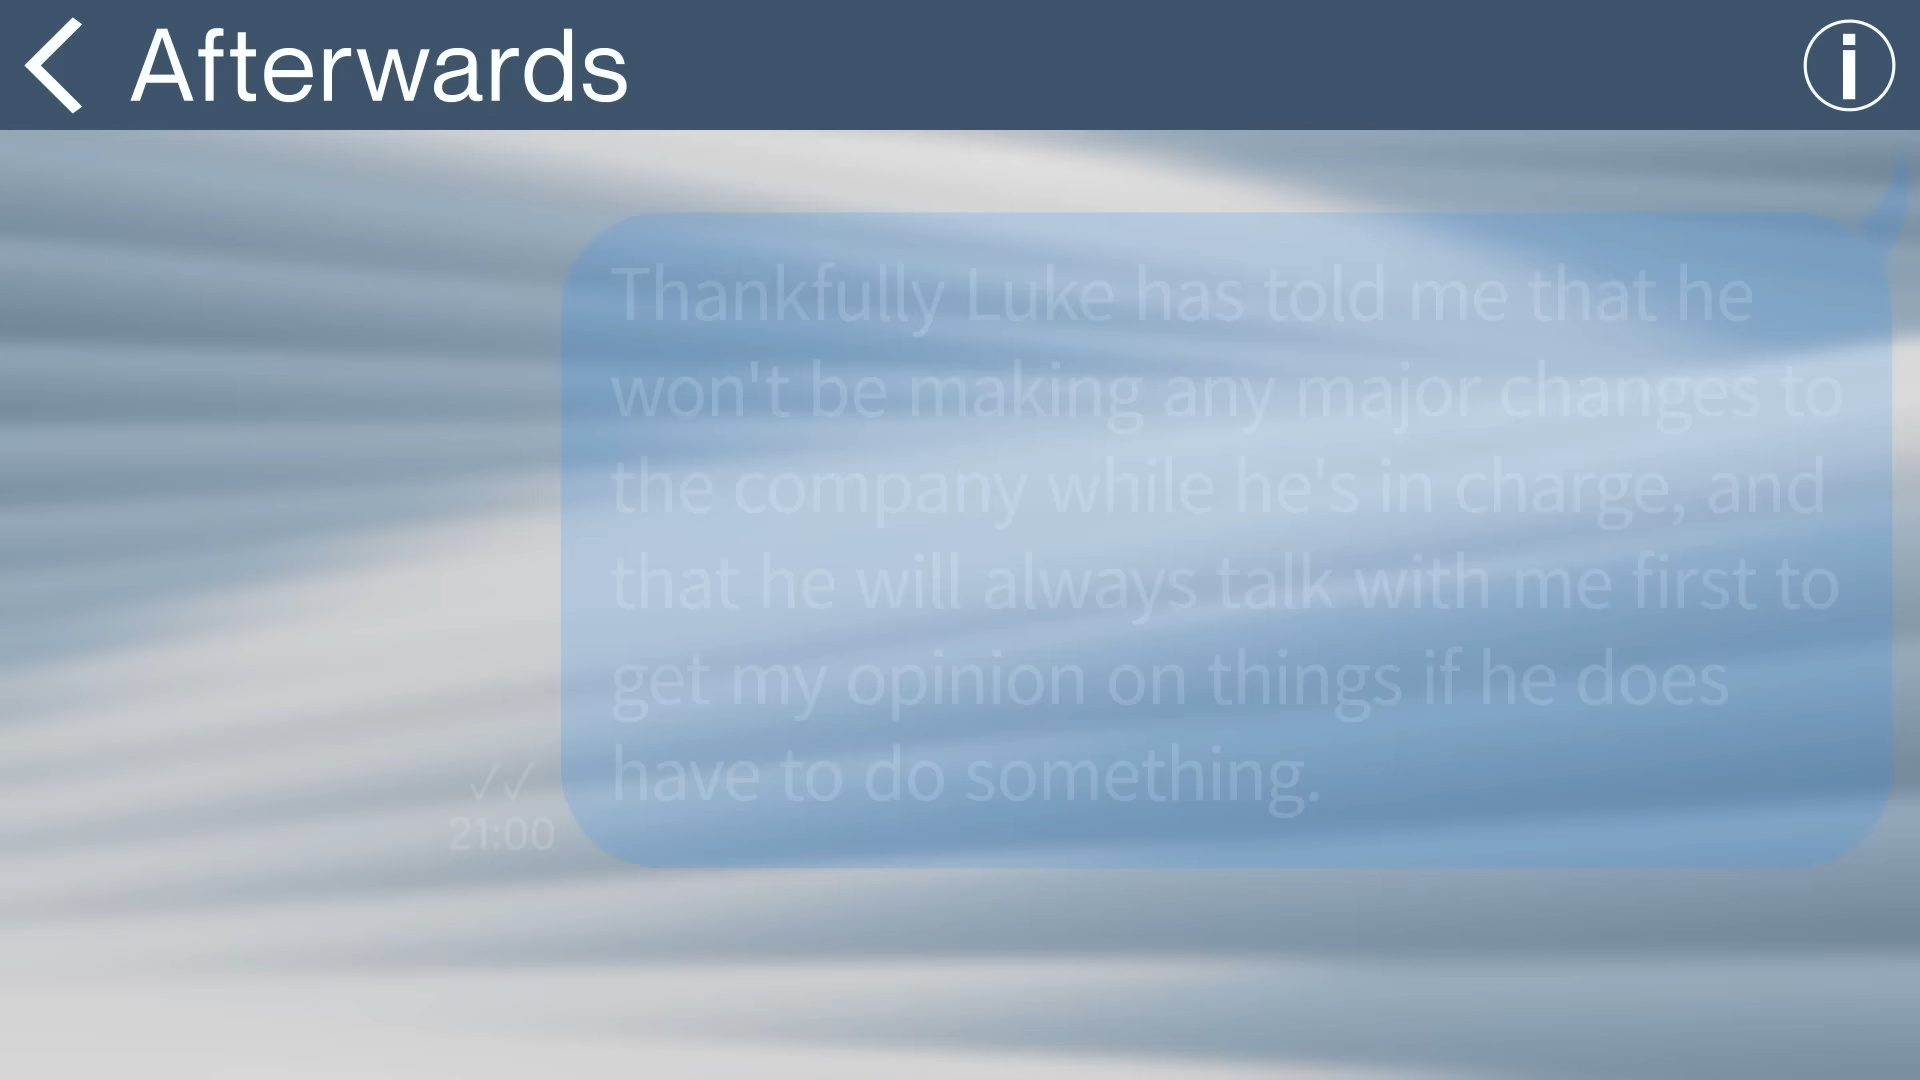 Afterwards
Thankfully Luke has told me that he
won't be making any major changes to
the company while he's in charge, and
that he will always talk with me first to
get my opinion on things if he does
have to do something.
21:00